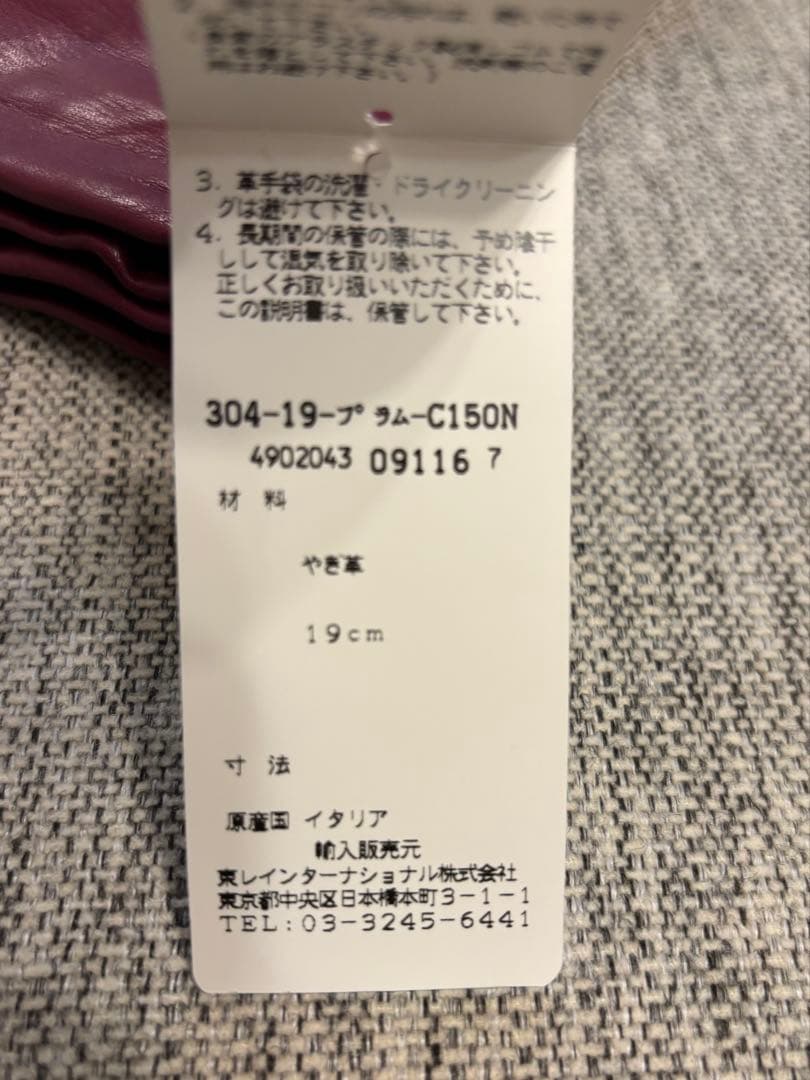 3. 革手袋の洗濯・ドライクリーニン
グは避けて下さい。
4. 長期間の保管の際には、予め陰干
しして湿気を取り除いて下さい。
正しくお取り扱いいただくために、
この説明書は、保管して下さい。
304-19-プラム-C150N
4902043 09116 7
材 料
やぎ革
19cm
寸 法
原産国 イタリア
輸入販売元
東レインターナショナル株式会社
東京都中央区日本橋本町3-1-1
TEL:03-3245-6441